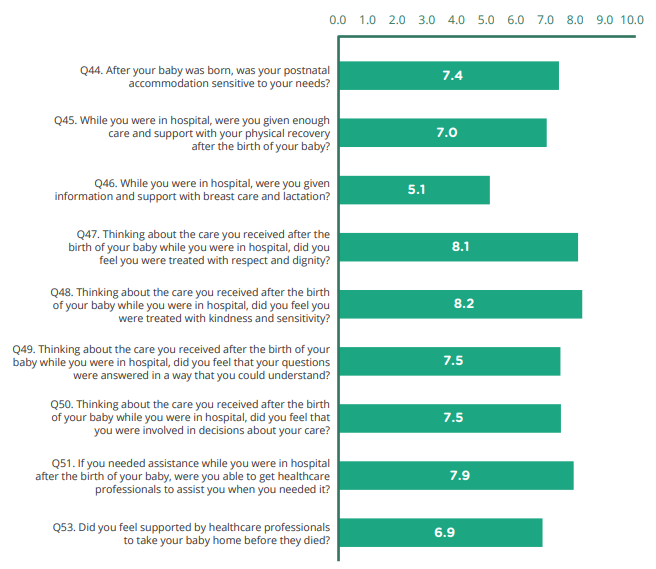 0.0 1.0 2.0 3.0 4.0 5.0 6.0 7.0 8.0 9.0 10.0
Q44. After your baby was born, was your postnatal
accommodation sensitive to your needs?
7.4
Q45. While you were in hospital, were you given enough
care and support with your physical recovery
after the birth of your baby?
7.0
Q46. While you were in hospital, were you given
information and support with breast care and lactation?
5.1
Q47. Thinking about the care you received after the
birth of your baby while you were in hospital, did you
feel you were treated with respect and dignity?
8.1
Q48. Thinking about the care you received after the birth
of your baby while you were in hospital, did you feel you
were treated with kindness and sensitivity?
8.2
Q49. Thinking about the care you received after the birth of your
baby while you were in hospital, did you feel that your questions
were answered in a way that you could understand?
7.5
Q50. Thinking about the care you received after the birth
of your baby while you were in hospital, did you feel that
you were involved in decisions about your care?
7.5
Q51. If you needed assistance while you were in hospital
after the birth of your baby, were you able to get healthcare
professionals to assist you when you needed it?
7.9
Q53. Did you feel supported by healthcare professionals
to take your baby home before they died?
6.9